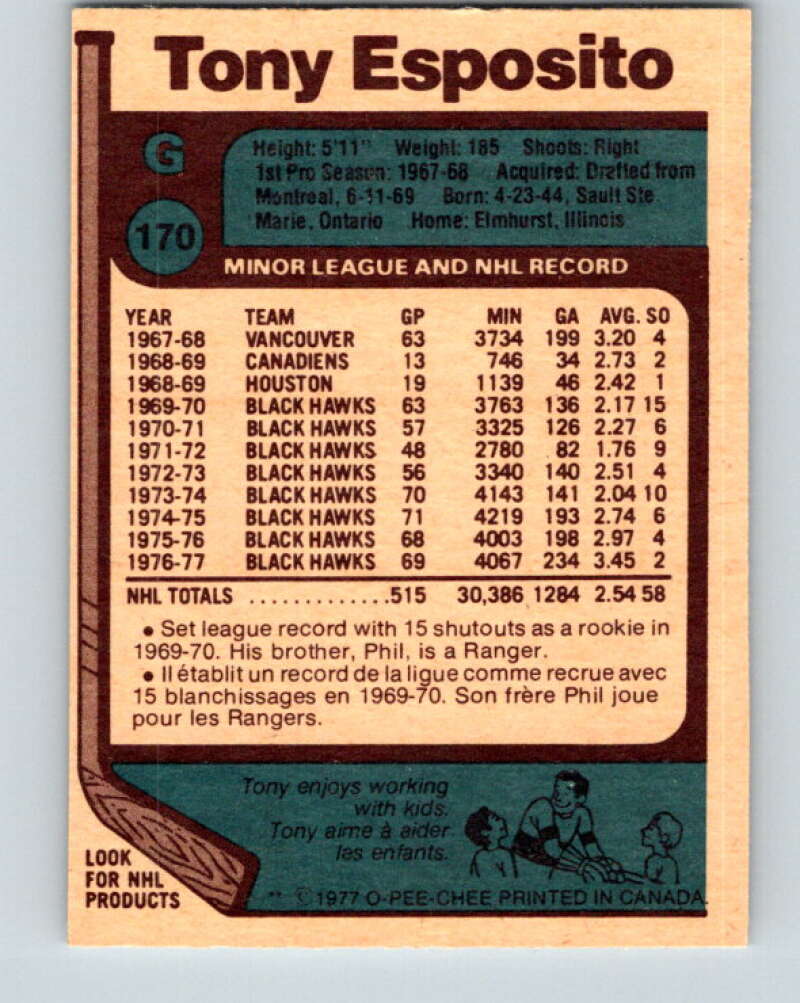 Tony Esposito
G
Height: 5'11" Weight: 185 Shoots: Right
1st Pro Season: 1967-68 Acquired: Drafted from
Montreal, 6-11-69 Born: 4-23-44, Sault Ste
Marie, Ontario Home: Elmhurst, Illinois
170
MINOR LEAGUE AND NHL RECORD
YEAR TEAM GP MIN GA AVG. SO
1967-68 VANCOUVER 63 3734 199 3.20 4
1968-69 CANADIENS 13 746 34 2.73 2
1968-69 HOUSTON 19 1139 46 2.42 1
1969-70 BLACK HAWKS 63 3763 136 2.17 15
1970-71 BLACK HAWKS 57 3325 126 2.27 6
1971-72 BLACK HAWKS 48 2780 82 1.76 9
1972-73 BLACK HAWKS 56 3340 140 2.51 4
1973-74 BLACK HAWKS 70 4143 141 2.04 10
1974-75 BLACK HAWKS 71 4219 193 2.74 6
1975-76 BLACK HAWKS 68 4003 198 2.97 4
1976-77 BLACK HAWKS 69 4067 234 3.45 2
NHL TOTALS .............515 30,386 1284 2.54 58
• Set league record with 15 shutouts as a rookie in
1969-70. His brother, Phil, is a Ranger.
• Il établit un record de la ligue comme recrue avec
15 blanchissages en 1969-70. Son frère Phil joue
pour les Rangers.
Tony enjoys working
with kids.
Tony aime à aider
les enfants.
LOOK
FOR NHL
PRODUCTS
** ©1977 O-PEE-CHEE PRINTED IN CANADA.